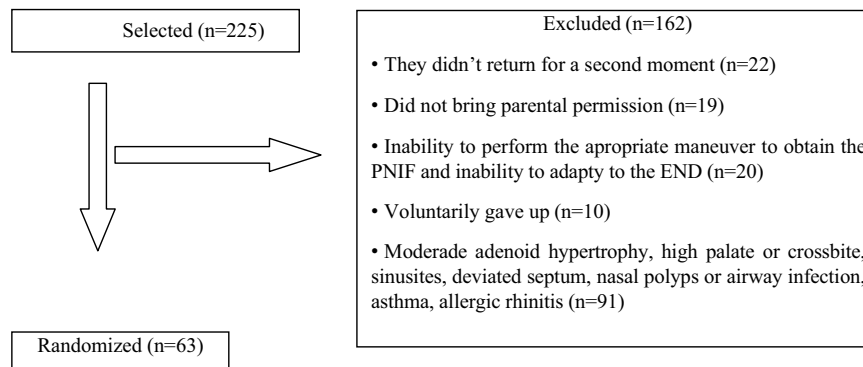 Selected (n=225)
Excluded (n=162)
• They didn't return for a second moment (n=22)
• Did not bring parental permission (n=19)
• Inability to perform the apropriate maneuver to obtain the
PNIF and inability to adapty to the END (n=20)
• Voluntarily gave up (n=10)
• Moderade adenoid hypertrophy, high palate or crossbite,
sinusites, deviated septum, nasal polyps or airway infection,
asthma, allergic rhinitis (n=91)
Randomized (n=63)